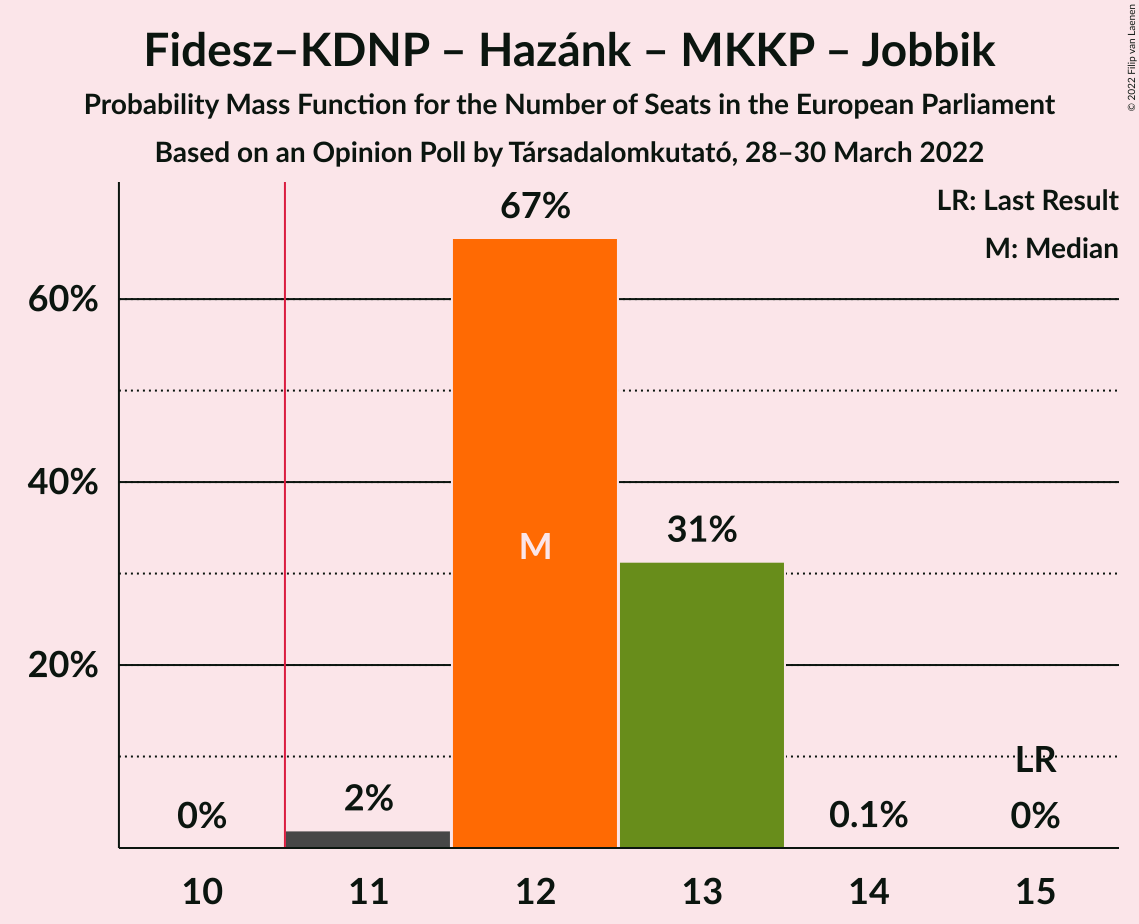 Fidesz–KDNP – Hazánk – MKKP – Jobbik
Probability Mass Function for the Number of Seats in the European Parliament
Based on an Opinion Poll by Társadalomkutató, 28–30 March 2022
© 2022 Filip van Laenen
LR: Last Result
M: Median
67%
60%
40%
31%
M
20%
LR
0%
2%
0.1%
0%
10
11
12
13
14
15